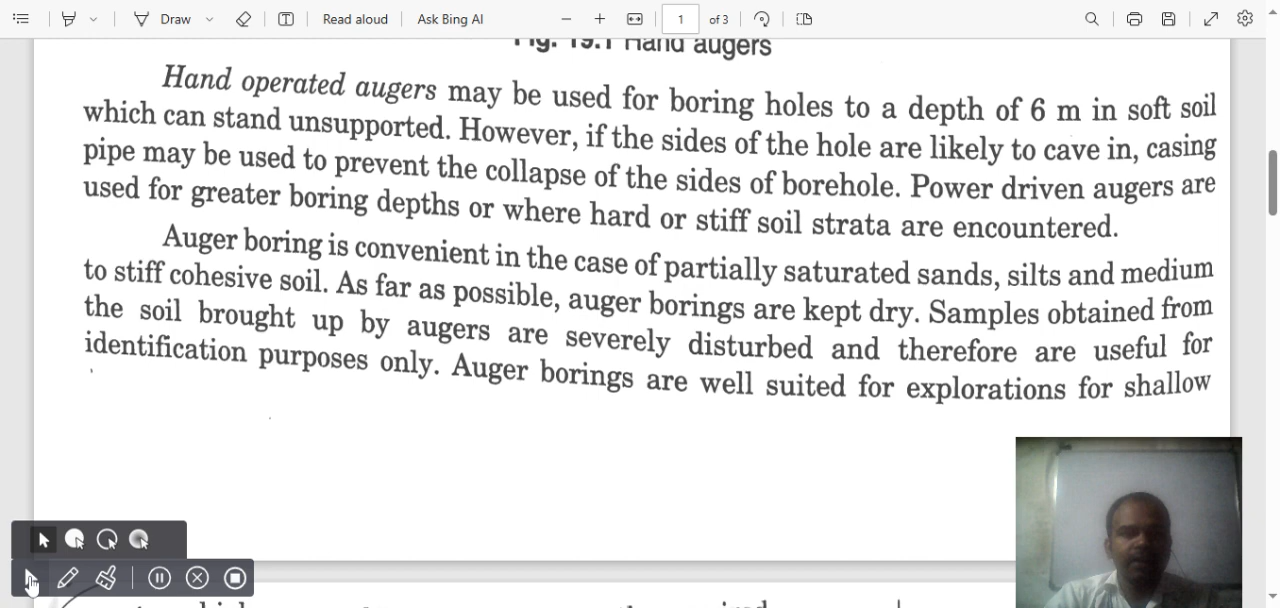 Draw
Read aloud
Ask Bing AI
1
of 3
Fig. 19.1 Hand augers
Hand operated augers may be used for boring holes to a depth of 6 m in soft soil
which can stand unsupported. However, if the sides of the hole are likely to cave in, casing
pipe may be used to prevent the collapse of the sides of borehole. Power driven augers are
used for greater boring depths or where hard or stiff soil strata are encountered.
Auger boring is convenient in the case of partially saturated sands, silts and medium
to stiff cohesive soil. As far as possible, auger borings are kept dry. Samples obtained from
the soil brought up by augers are severely disturbed and therefore are useful for
identification purposes only. Auger borings are well suited for explorations for shallow